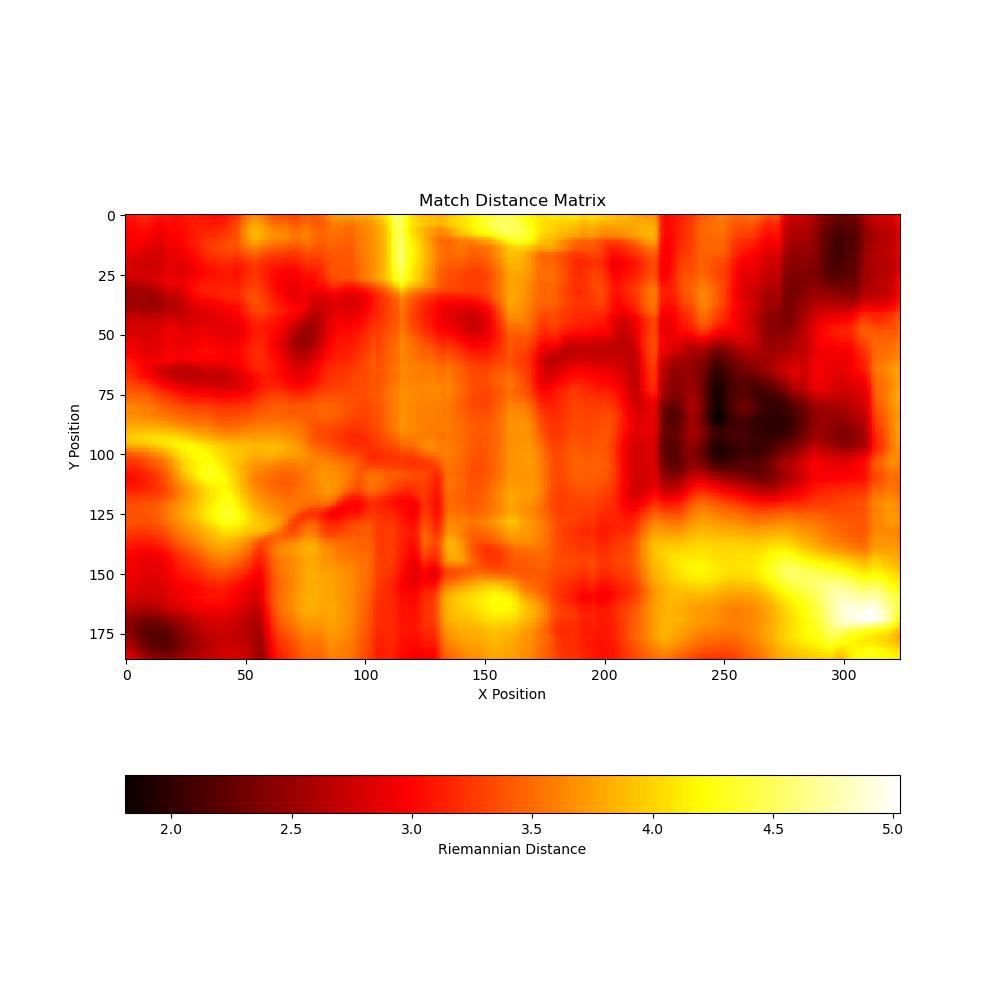 Match Distance Matrix
0
25
50
75
100
125
150
175
Y Position
0 50 100 150 200 250 300
X Position
2.0 2.5 3.0 3.5 4.0 4.5 5.0
Riemannian Distance